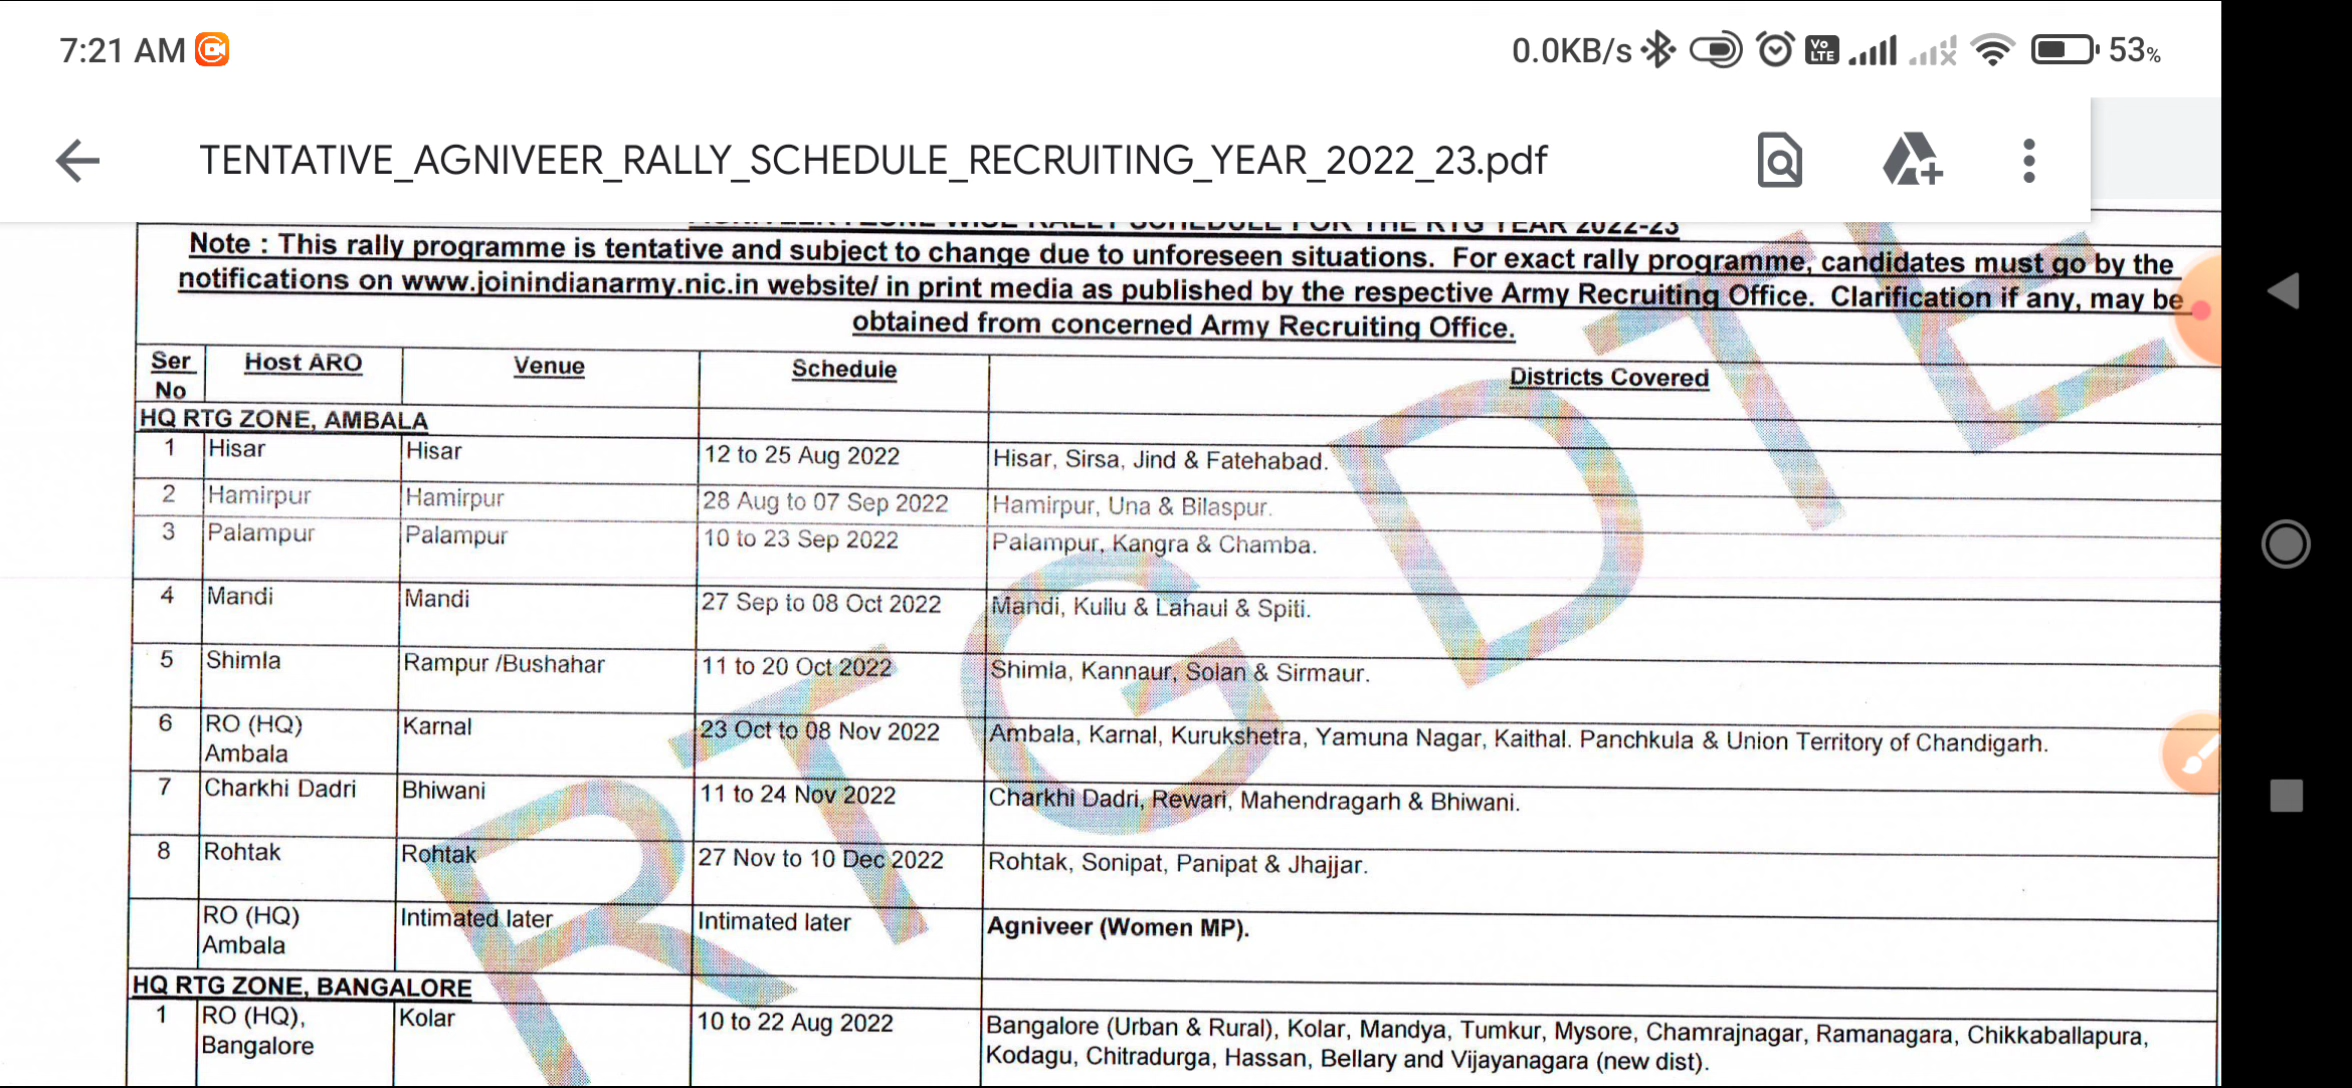 7:21 AM
0.0KB/s Vo LTE 53%
TENTATIVE_AGNIVEER_RALLY_SCHEDULE_RECRUITING_YEAR_2022_23.pdf
RALLY SCHEDULE FOR THE RTG YEAR 2022-23
Note : This rally programme is tentative and subject to change due to unforeseen situations. For exact rally programme, candidates must go by the
notifications on www.joinindianarmy.nic.in website/ in print media as published by the respective Army Recruiting Office. Clarification if any, may be
obtained from concerned Army Recruiting Office.
Ser No Host ARO Venue Schedule Districts Covered
HQ RTG ZONE, AMBALA
1 Hisar Hisar 12 to 25 Aug 2022 Hisar, Sirsa, Jind & Fatehabad.
2 Hamirpur Hamirpur 28 Aug to 07 Sep 2022 Hamirpur, Una & Bilaspur.
3 Palampur Palampur 10 to 23 Sep 2022 Palampur, Kangra & Chamba.
4 Mandi Mandi 27 Sep to 08 Oct 2022 Mandi, Kullu & Lahaul & Spiti.
5 Shimla Rampur /Bushahar 11 to 20 Oct 2022 Shimla, Kannaur, Solan & Sirmaur.
6 RO (HQ) Karnal 23 Oct to 08 Nov 2022 Ambala, Karnal, Kurukshetra, Yamuna Nagar, Kaithal. Panchkula & Union Territory of Chandigarh.
Ambala
7 Charkhi Dadri Bhiwani 11 to 24 Nov 2022 Charkhi Dadri, Rewari, Mahendragarh & Bhiwani.
8 Rohtak Rohtak 27 Nov to 10 Dec 2022 Rohtak, Sonipat, Panipat & Jhajjar.
RO (HQ) Intimated later Intimated later Agniveer (Women MP).
Ambala
HQ RTG ZONE, BANGALORE
1 RO (HQ), Kolar 10 to 22 Aug 2022 Bangalore (Urban & Rural), Kolar, Mandya, Tumkur, Mysore, Chamrajnagar, Ramanagara, Chikkaballapura,
Bangalore Kodagu, Chitradurga, Hassan, Bellary and Vijayanagara (new dist).
RTG DTE